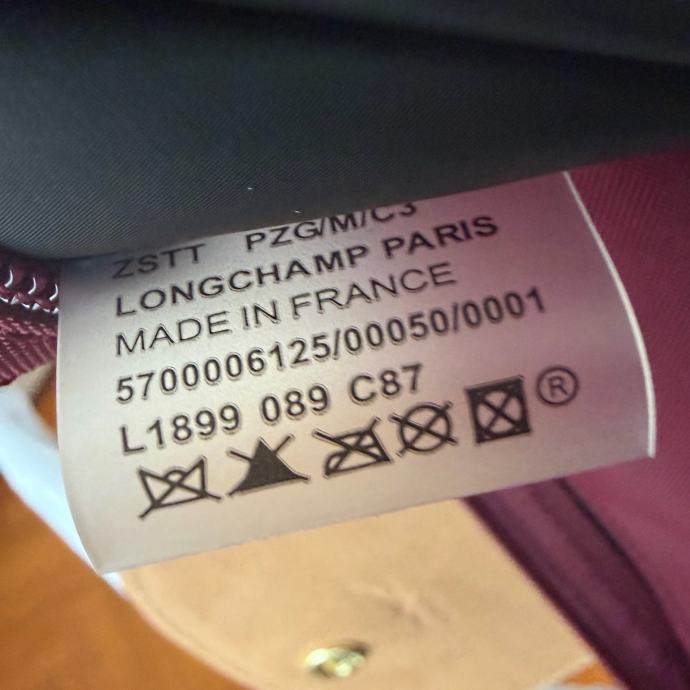 ZSTT PZG/M/C3
LONGCHAMP PARIS
MADE IN FRANCE
5700006125/00050/0001
L1899 089 C87
®